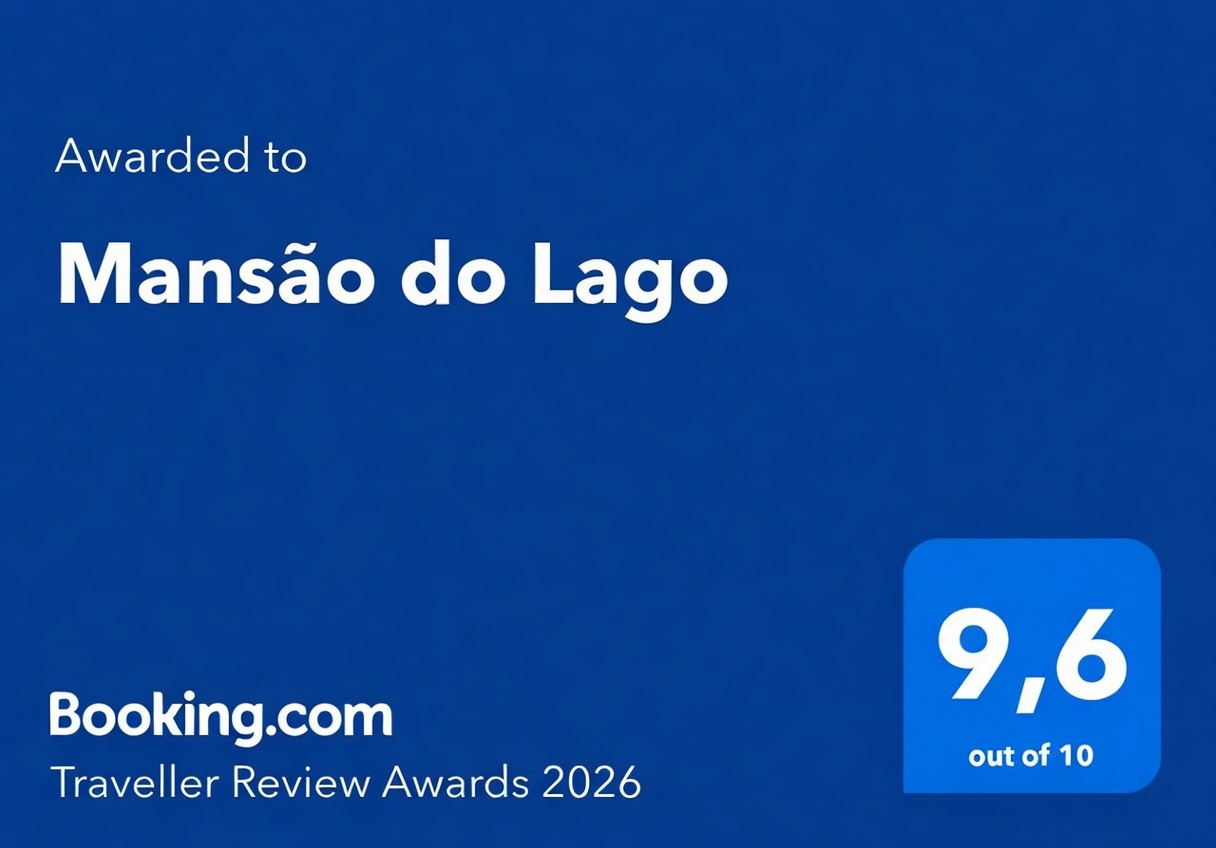 Awarded to
Mansão do Lago
9,6
out of 10
Booking.com
Traveller Review Awards 2026